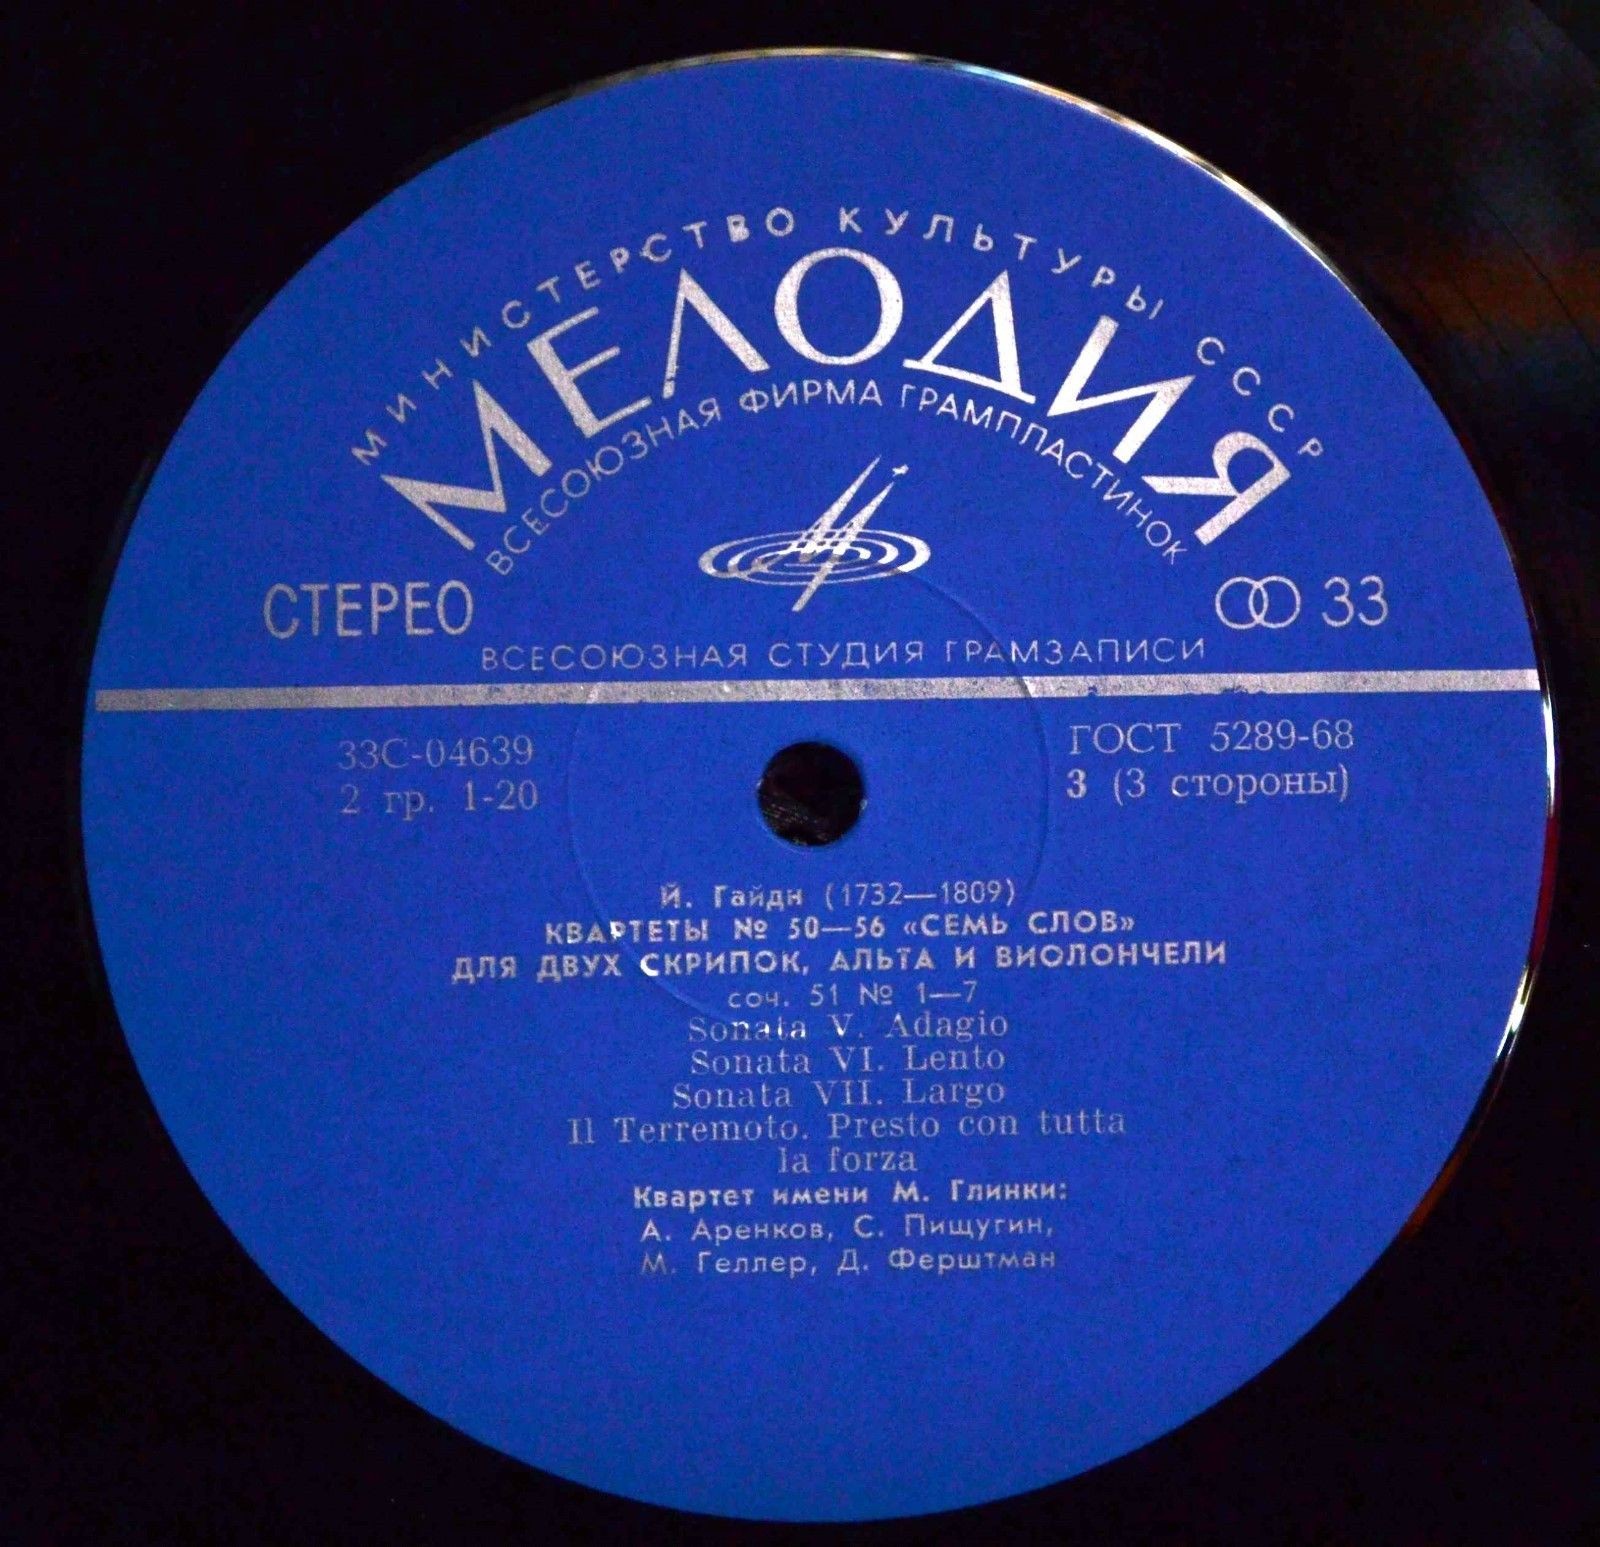 МИНИСТЕРСТВО КУЛЬТУРЫ СССР
МЕЛОДИЯ
ВСЕСОЮЗНАЯ ФИРМА ГРАМПЛАСТИНОК
СТЕРЕО
33
ВСЕСОЮЗНАЯ СТУДИЯ ГРАМЗАПИСИ
33С-04639
2 гр. 1-20
ГОСТ 5289-68
3 (3 стороны)
Й. Гайдн (1732—1809)
КВАРТЕТЫ № 50—56 «СЕМЬ СЛОВ»
ДЛЯ ДВУХ СКРИПОК, АЛЬТА И ВИОЛОНЧЕЛИ
соч. 51 № 1—7
Sonata V. Adagio
Sonata VI. Lento
Sonata VII. Largo
Il Terremoto. Presto con tutta
la forza
Квартет имени М. Глинки:
А. Аренков, С. Пищугин,
М. Геллер, Д. Ферштман